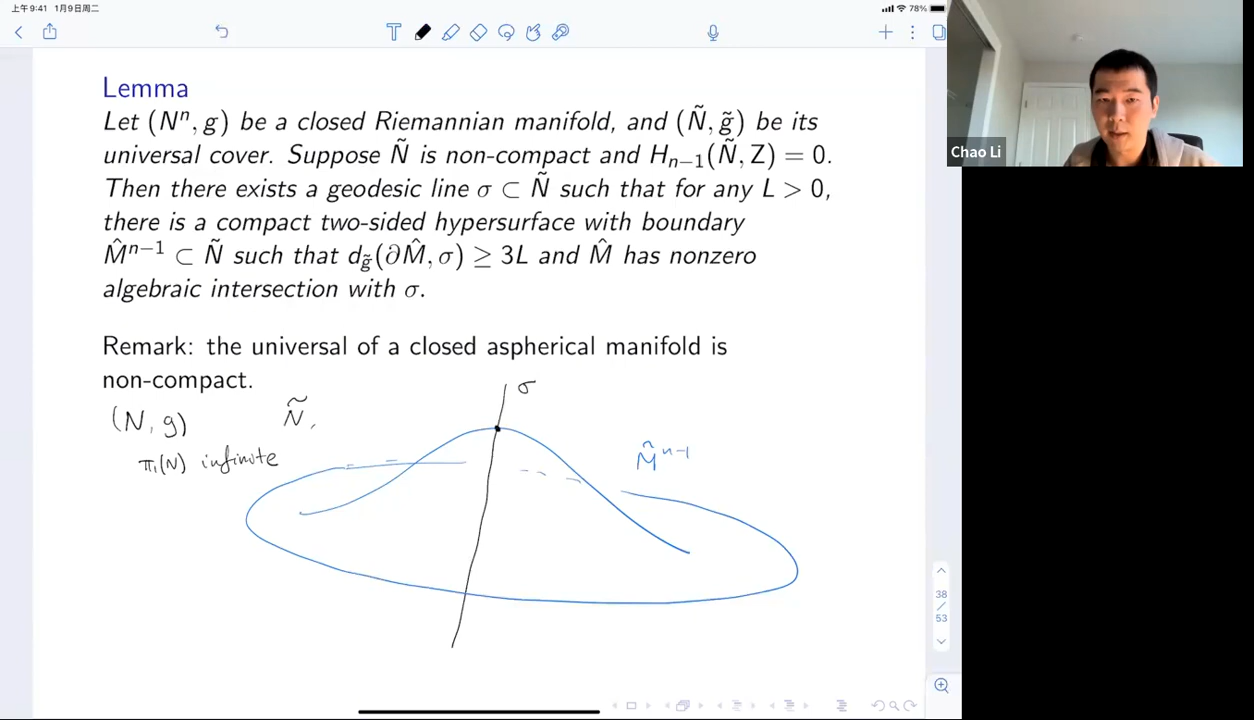 上午9:41 1月9日周二
78%
Lemma
Let (Nⁿ, g) be a closed Riemannian manifold, and (Ñ, g̃) be its
universal cover. Suppose Ñ is non-compact and Hₙ₋₁(Ñ, Z) = 0.
Then there exists a geodesic line σ ⊂ Ñ such that for any L > 0,
there is a compact two-sided hypersurface with boundary
M̂ⁿ⁻¹ ⊂ Ñ such that d_g̃(∂M̂, σ) ≥ 3L and M̂ has nonzero
algebraic intersection with σ.
Remark: the universal of a closed aspherical manifold is
non-compact.
(N, g) Ñ,
π₁(N) infinite
σ
M̂ⁿ⁻¹
38
/
53
Chao Li